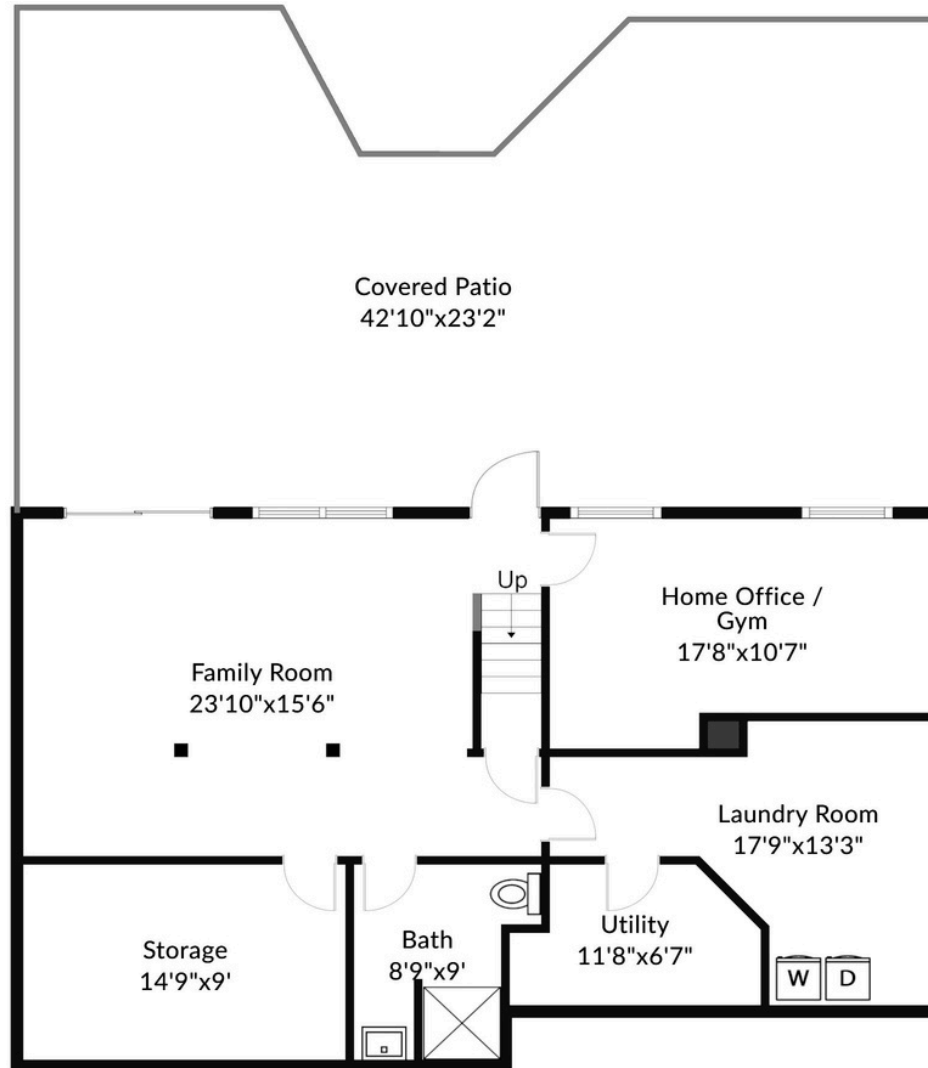 Covered Patio
42'10"x23'2"
Up
Home Office /
Gym
17'8"x10'7"
Family Room
23'10"x15'6"
Laundry Room
17'9"x13'3"
Storage
14'9"x9'
Bath
8'9"x9'
Utility
11'8"x6'7"
W D